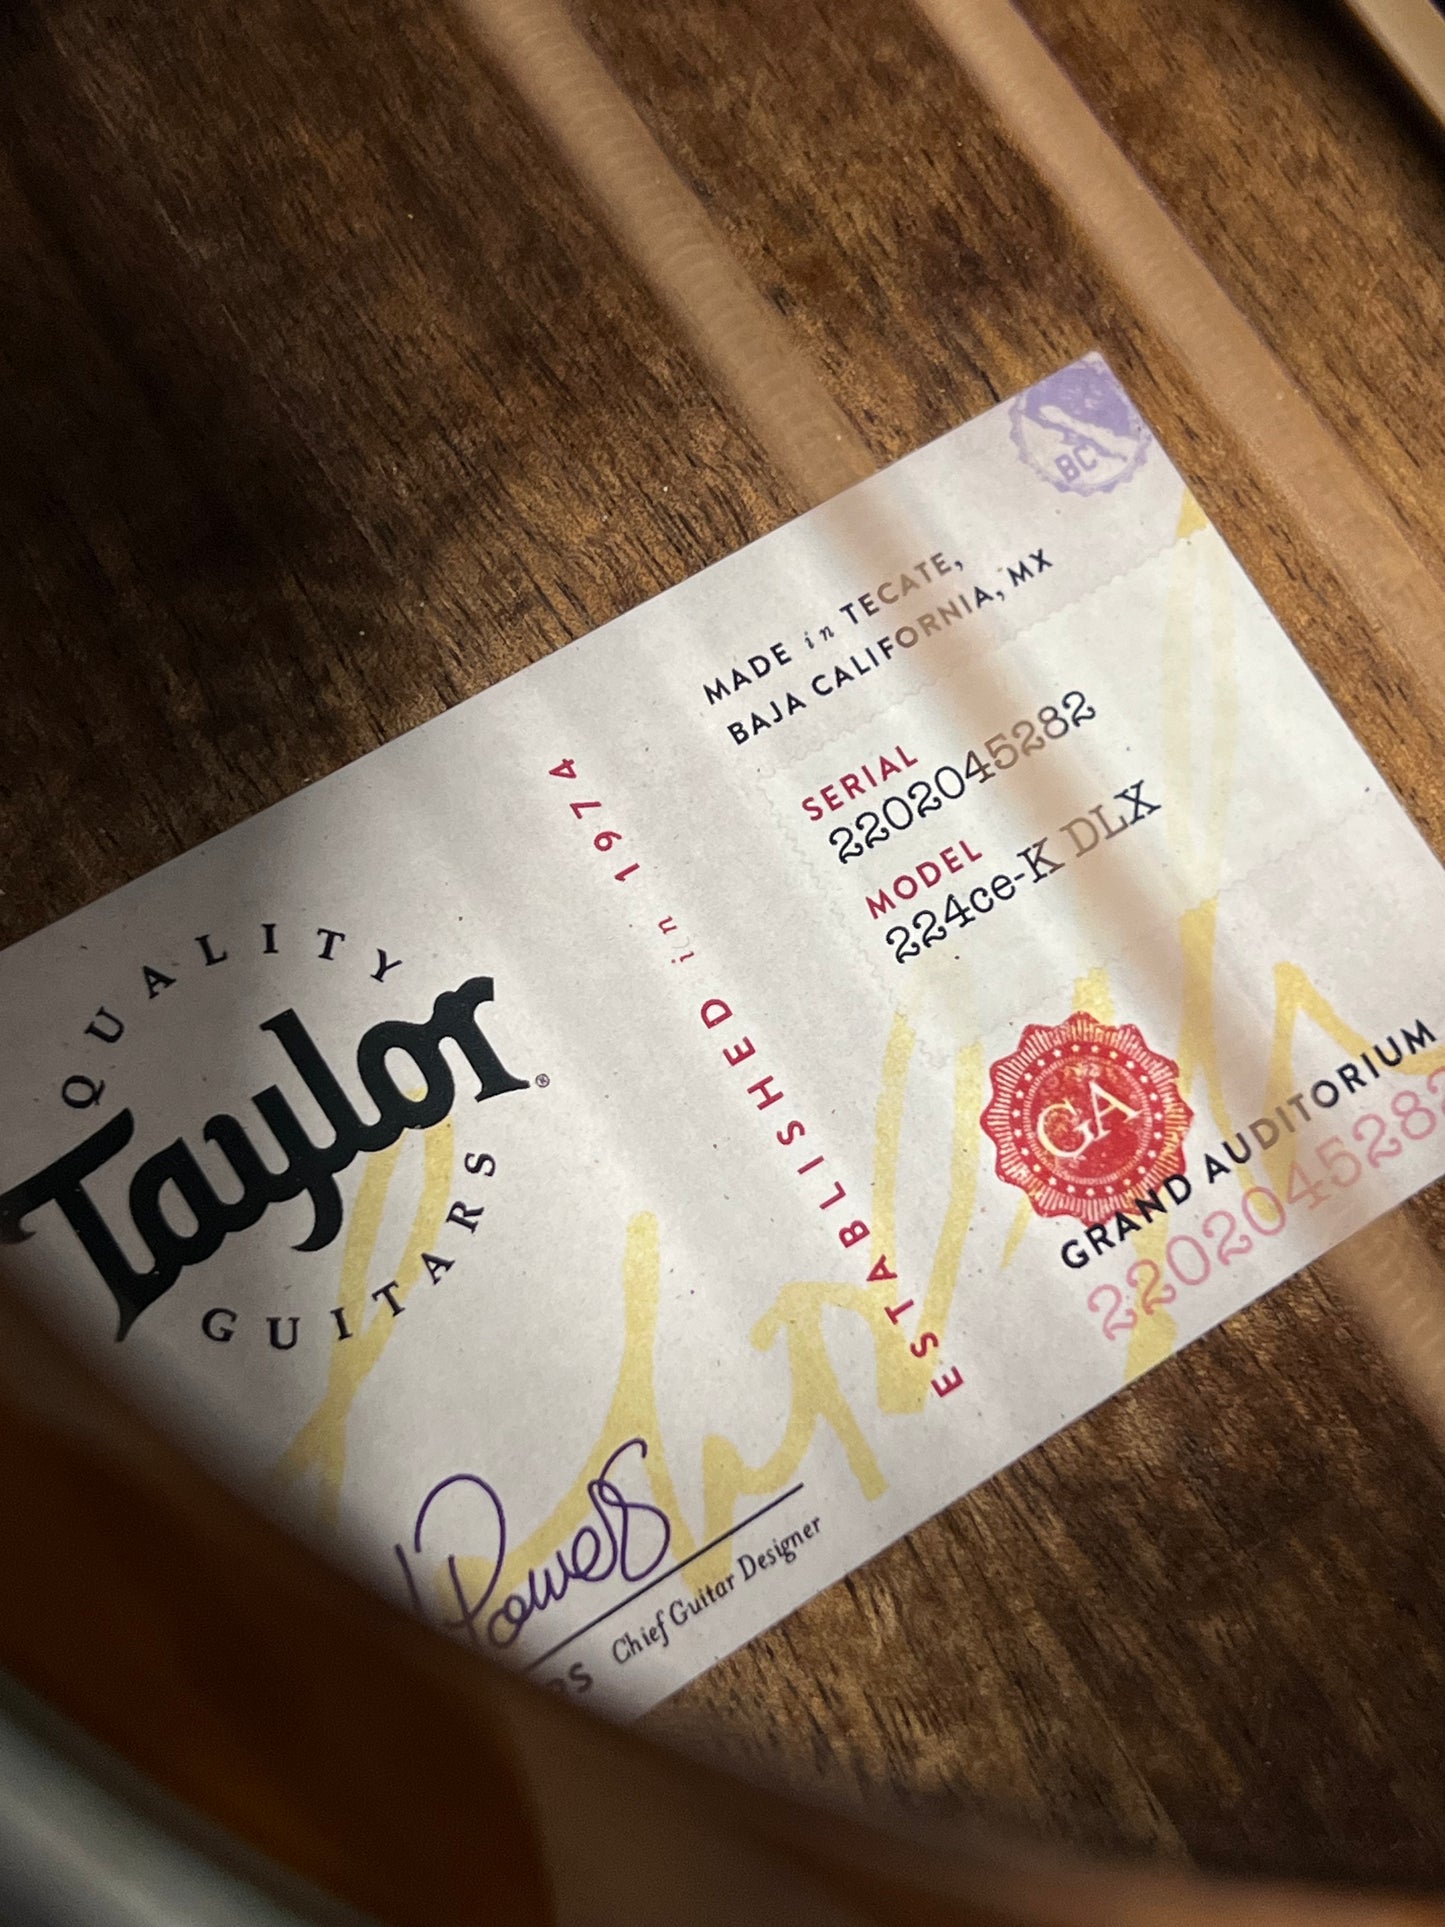 QUALITY
Taylor®
GUITARS
ESTABLISHED in 1974
BC
MADE in TECATE,
BAJA CALIFORNIA, MX
SERIAL
2202045282
MODEL
224ce-K DLX
GA
GRAND AUDITORIUM
2202045282
Powers
Chief Guitar Designer